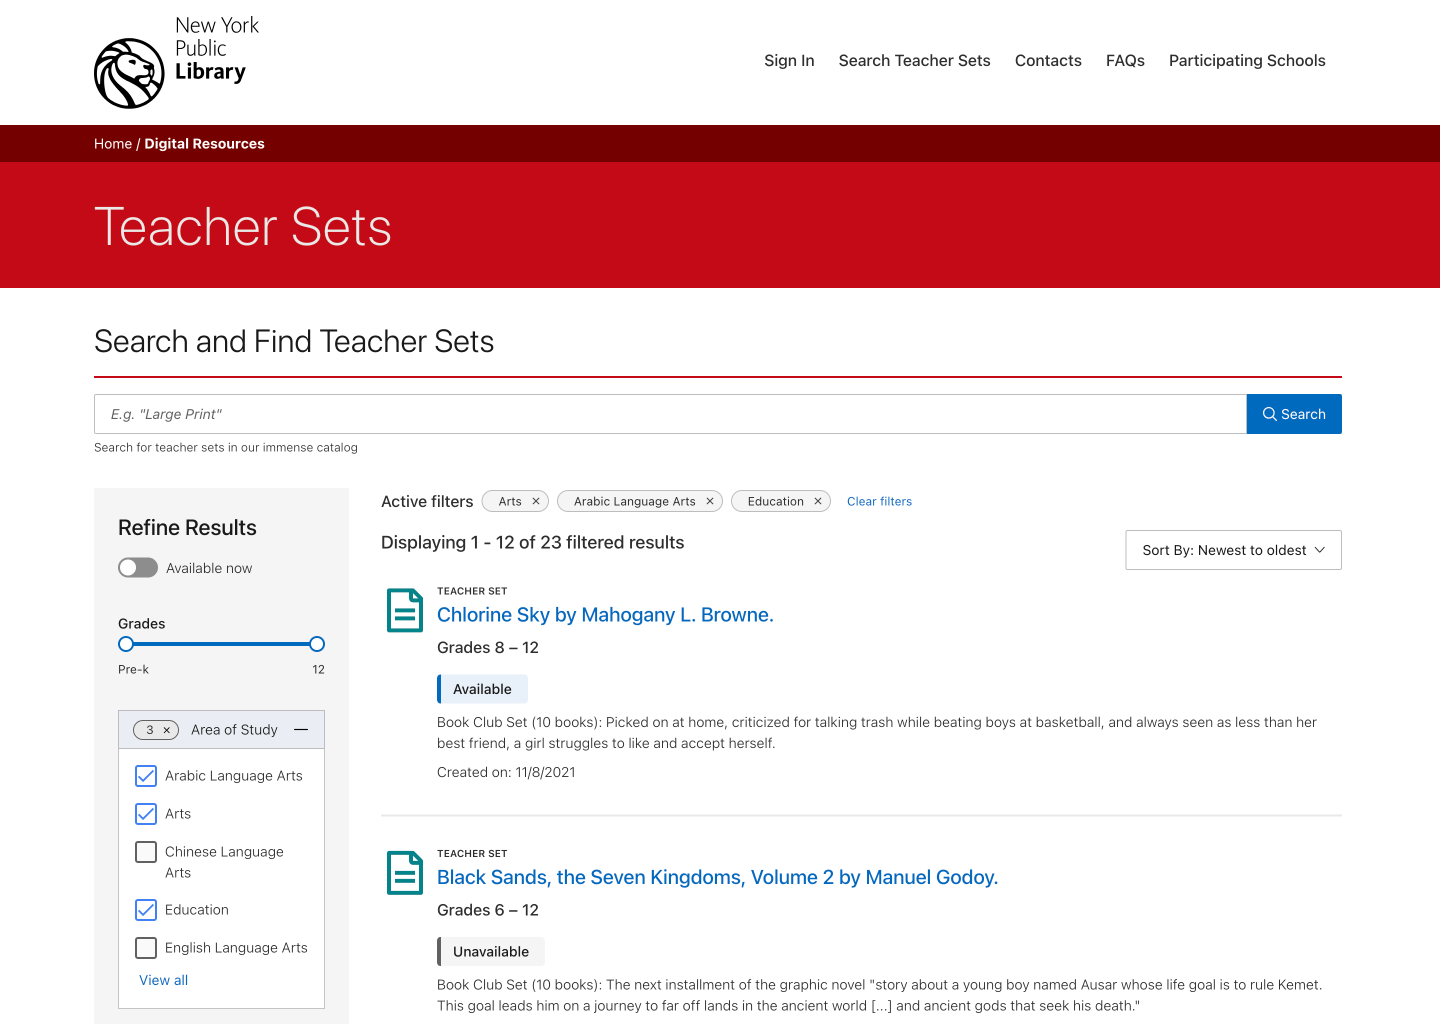 New York
Public
Library
Sign In
Search Teacher Sets
Contacts
FAQs
Participating Schools
Home / Digital Resources
Teacher Sets
Search and Find Teacher Sets
E.g. "Large Print"
Search
Search for teacher sets in our immense catalog
Refine Results
Available now
Grades
Pre-k
12
3 × Area of Study
Arabic Language Arts
Arts
Chinese Language
Arts
Education
English Language Arts
View all
Active filters
Arts ×
Arabic Language Arts ×
Education ×
Clear filters
Displaying 1 - 12 of 23 filtered results
Sort By: Newest to oldest
TEACHER SET
Chlorine Sky by Mahogany L. Browne.
Grades 8 – 12
Available
Book Club Set (10 books): Picked on at home, criticized for talking trash while beating boys at basketball, and always seen as less than her
best friend, a girl struggles to like and accept herself.
Created on: 11/8/2021
TEACHER SET
Black Sands, the Seven Kingdoms, Volume 2 by Manuel Godoy.
Grades 6 – 12
Unavailable
Book Club Set (10 books): The next installment of the graphic novel "story about a young boy named Ausar whose life goal is to rule Kemet.
This goal leads him on a journey to far off lands in the ancient world [...] and ancient gods that seek his death."